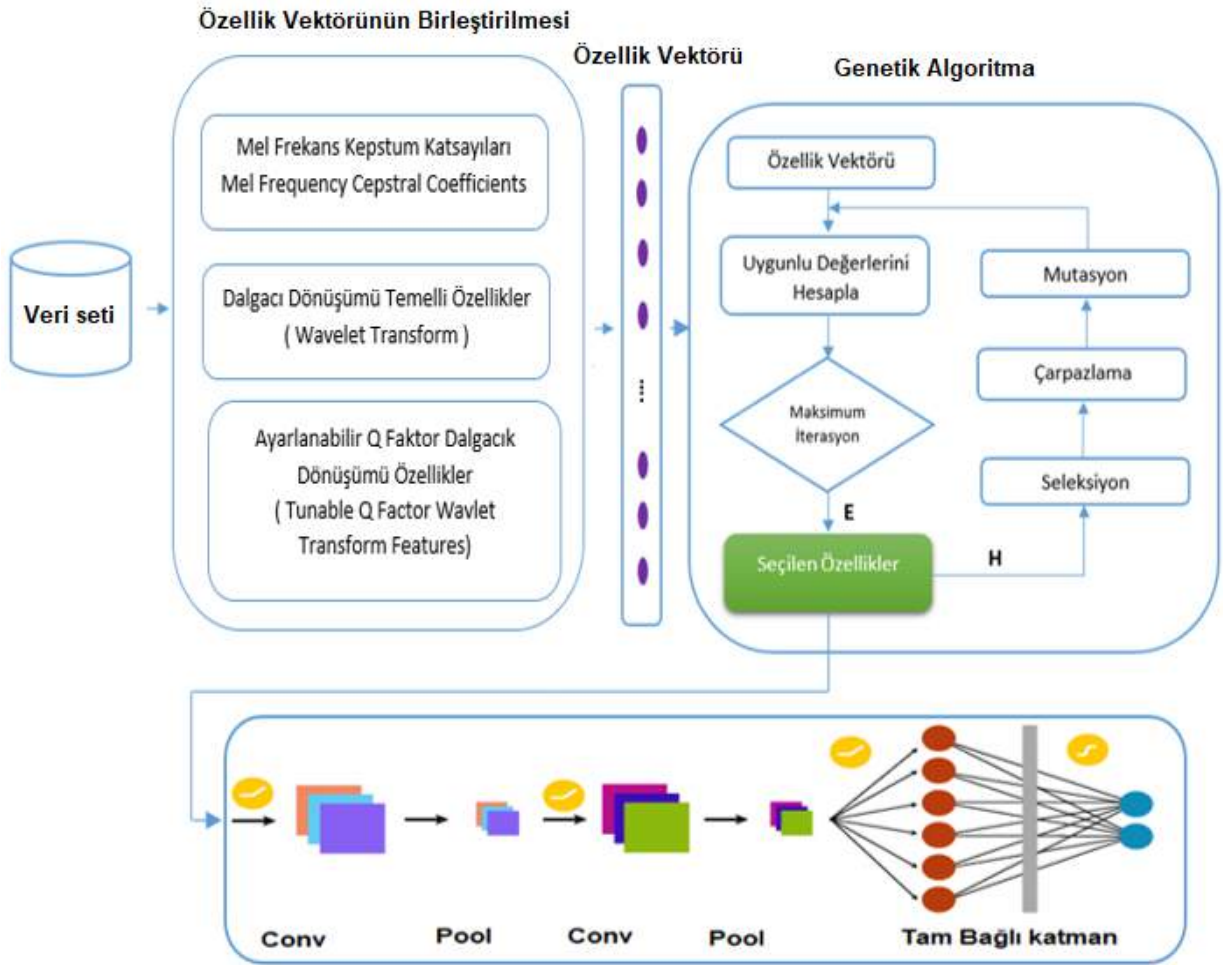 Özellik Vektörünün Birleştirilmesi
Özellik Vektörü
Genetik Algoritma
Veri seti
Mel Frekans Kepstum Katsayıları
Mel Frequency Cepstral Coefficients
Dalgacı Dönüşümü Temelli Özellikler
( Wavelet Transform )
Ayarlanabilir Q Faktor Dalgacık
Dönüşümü Özellikler
( Tunable Q Factor Wavlet
Transform Features)
....
Özellik Vektörü
Uygunlu Değerlerini
Hesapla
Maksimum
İterasyon
E
Seçilen Özellikler
H
Seleksiyon
Çarpazlama
Mutasyon
Conv
Pool
Conv
Pool
Tam Bağlı katman